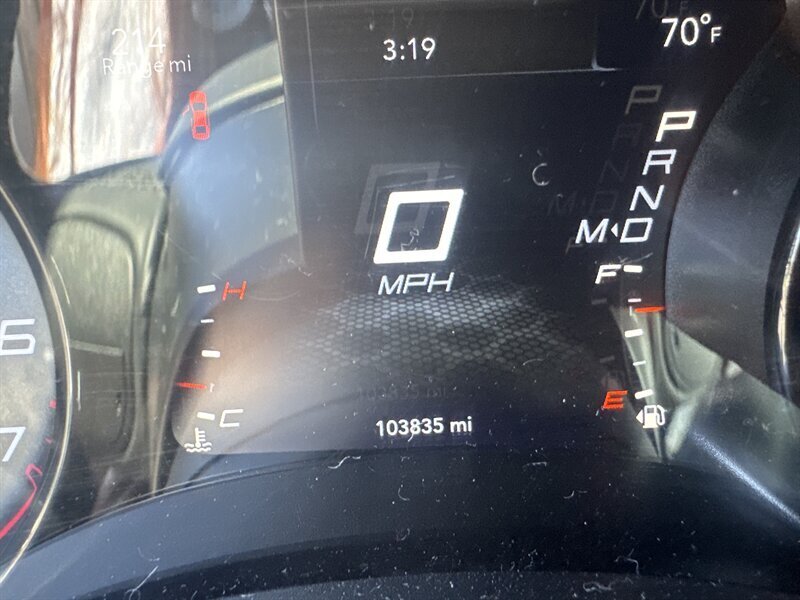 214
Range mi
3:19
70°F
P
R
N
M◂D
0
MPH
H
C
F
E
103835 mi
6
7